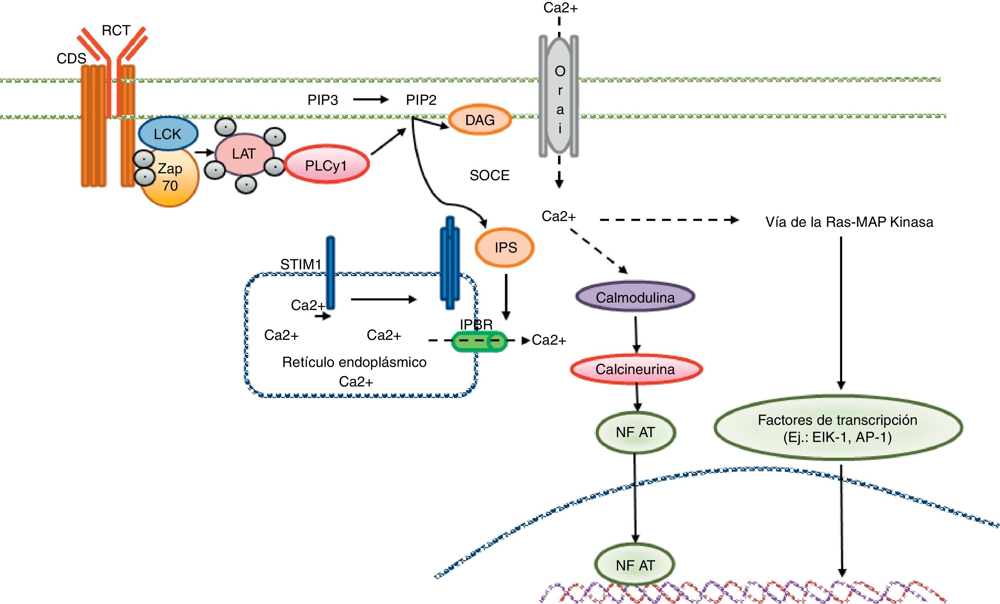 Ca2+
RCT
CDS
O
r
a
i
PIP3
PIP2
DAG
LCK
LAT
Zap
70
PLCy1
SOCE
Ca2+
Vía de la Ras-MAP Kinasa
IPS
STIM1
Calmodulina
Ca2+
IPBR
Ca2+
Ca2+
Ca2+
Retículo endoplásmico
Ca2+
Calcineurina
NF AT
Factores de transcripción
(Ej.: EIK-1, AP-1)
NF AT